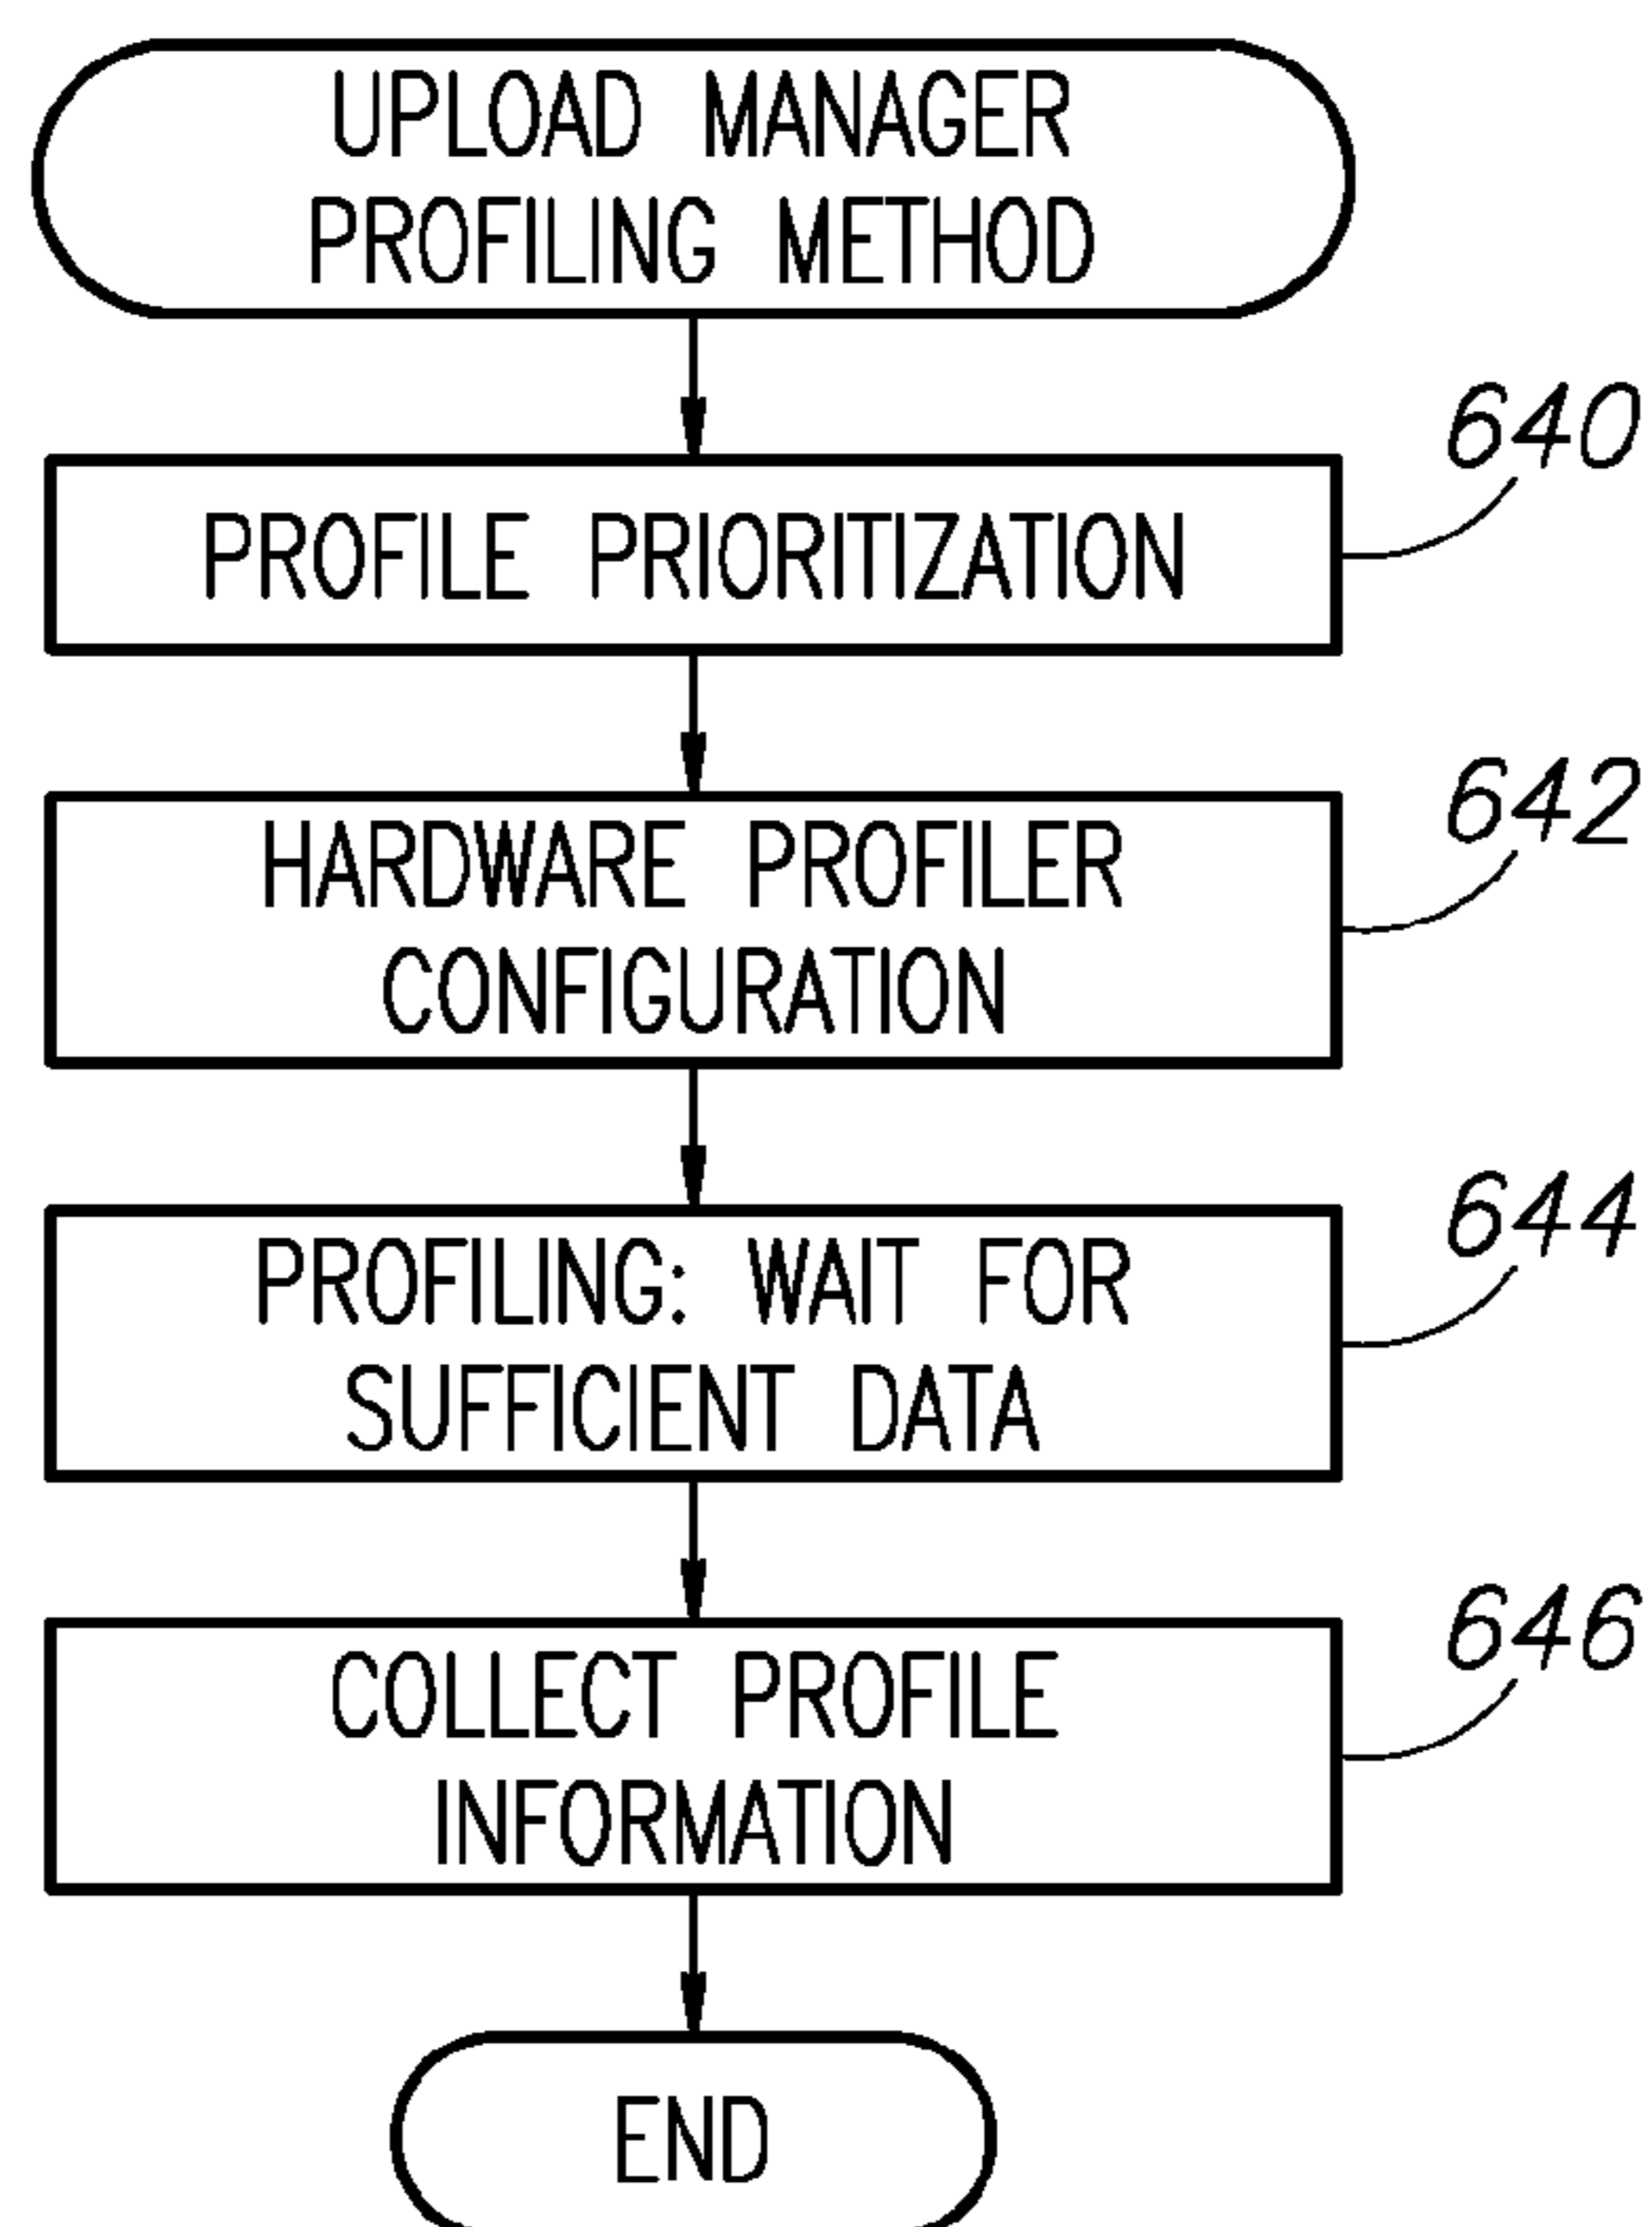 UPLOAD MANAGER
PROFILING METHOD
640
PROFILE PRIORITIZATION
642
HARDWARE PROFILER
CONFIGURATION
644
PROFILING: WAIT FOR
SUFFICIENT DATA
646
COLLECT PROFILE
INFORMATION
END